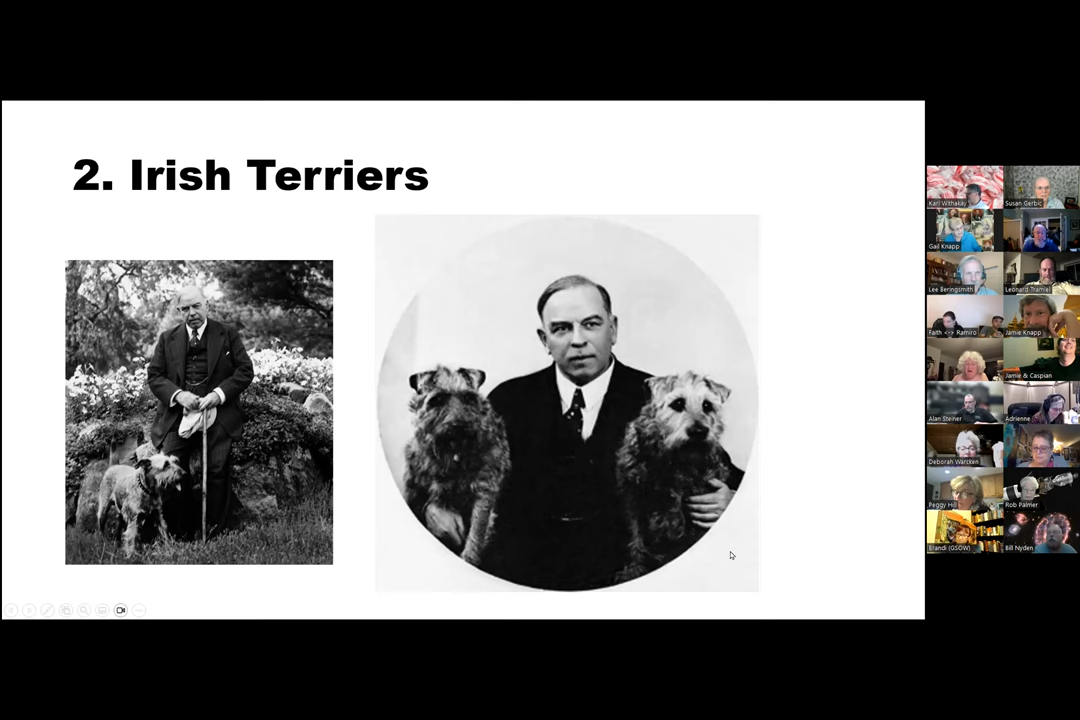 2. Irish Terriers
Karl Withakay
Susan Gerbic
Gail Knapp
Lee Beringsmith
Leonard Tramiel
Faith <-> Ramiro
Jamie Knapp
Jamie & Caspian
Alan Steiner
Adrienne
Deborah Warcken
Peggy Hill
Rob Palmer
Brandi (GSOW)
Bill Nyden